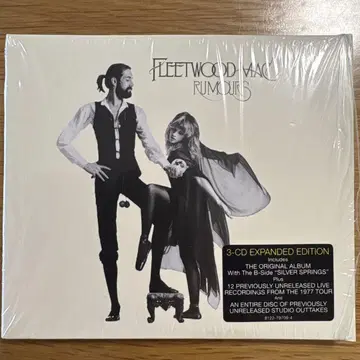 FLEETWOOD MAC
RUMOURS
3-CD EXPANDED EDITION
Includes
THE ORIGINAL ALBUM
With The B-Side "SILVER SPRINGS"
Plus
12 PREVIOUSLY UNRELEASED LIVE
RECORDINGS FROM THE 1977 TOUR
And
AN ENTIRE DISC OF PREVIOUSLY
UNRELEASED STUDIO OUTTAKES